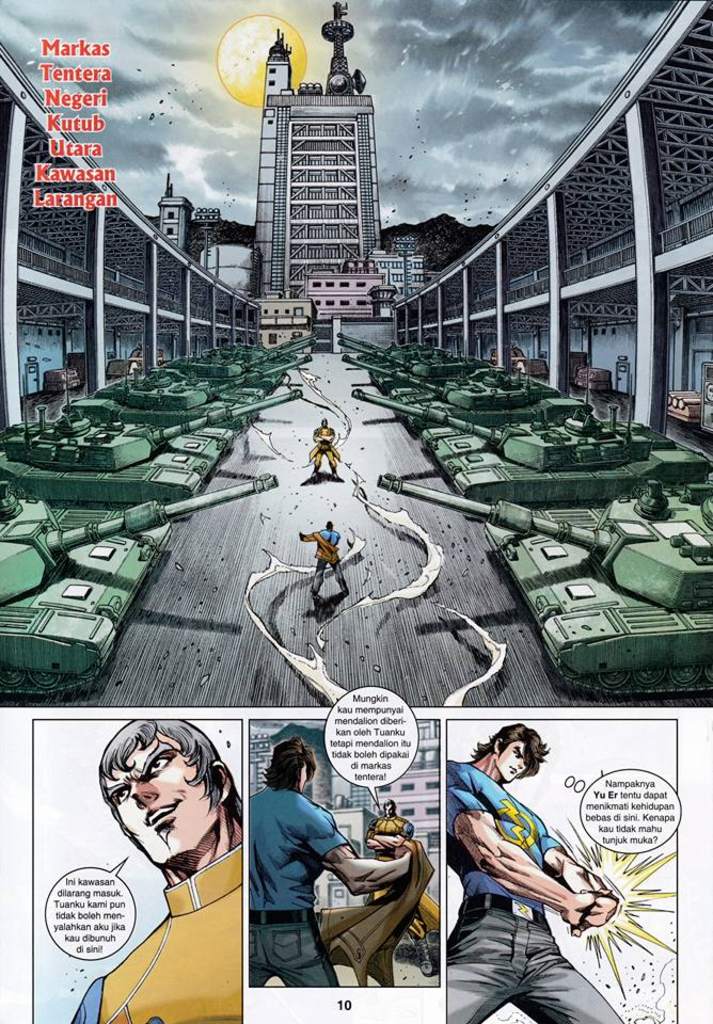 Markas
Tentera
Negeri
Kutub
Utara
Kawasan
Larangan
Ini kawasan
dilarang masuk.
Tuanku kami pun
tidak boleh men-
yalahkan aku jika
kau dibunuh
di sini!
Mungkin
kau mempunyai
mendalion diberi-
kan oleh Tuanku
tetapi mendalion itu
tidak boleh dipakai
di markas
tentera!
Nampaknya
Yu Er tentu dapat
menikmati kehidupan
bebas di sini. Kenapa
kau tidak mahu
tunjuk muka?
10